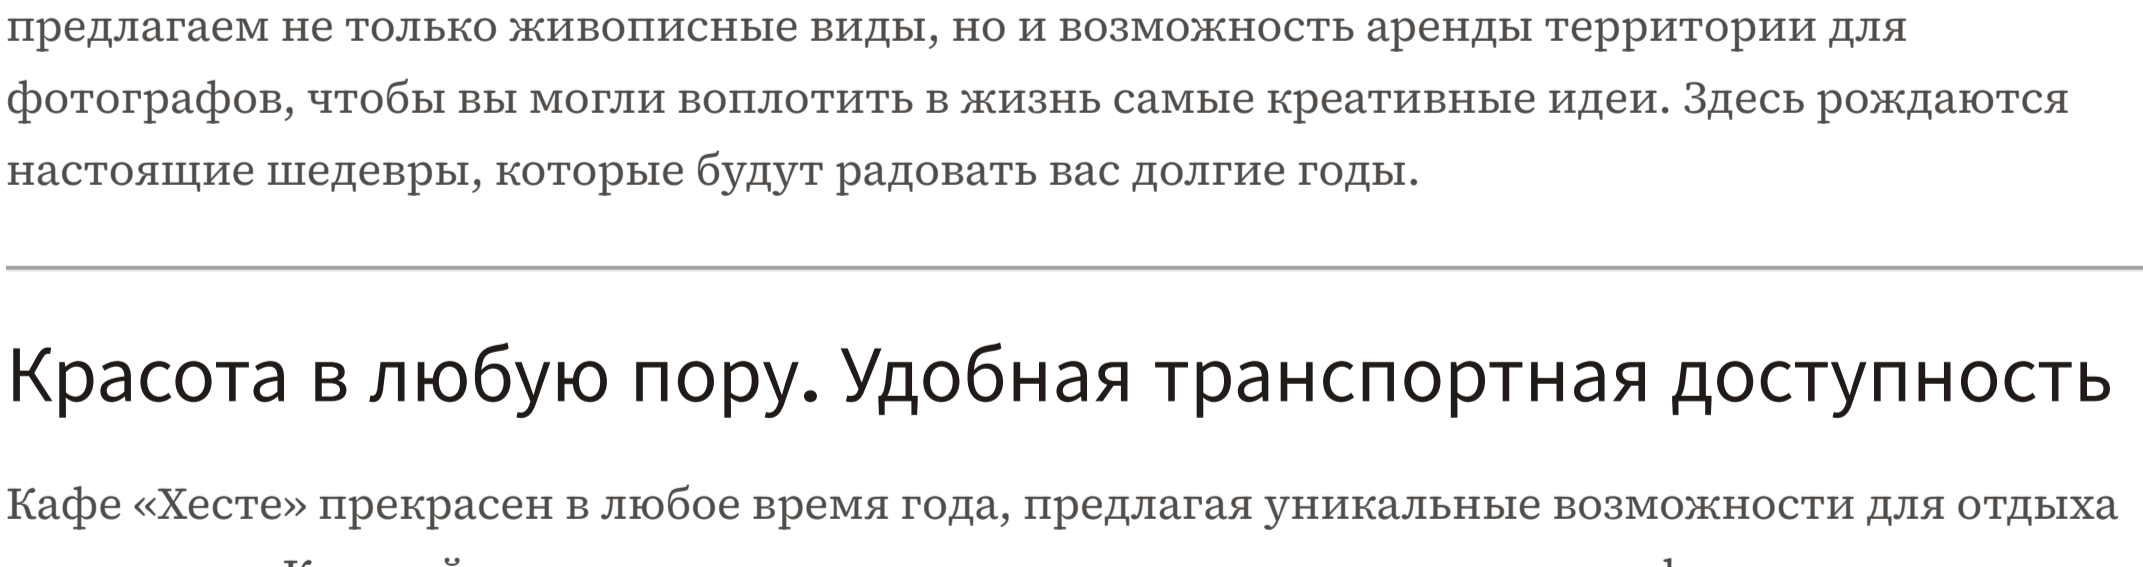 предлагаем не только живописные виды, но и возможность аренды территории для
фотографов, чтобы вы могли воплотить в жизнь самые креативные идеи. Здесь рождаются
настоящие шедевры, которые будут радовать вас долгие годы.
Красота в любую пору. Удобная транспортная доступность
Кафе «Хесте» прекрасен в любое время года, предлагая уникальные возможности для отдыха